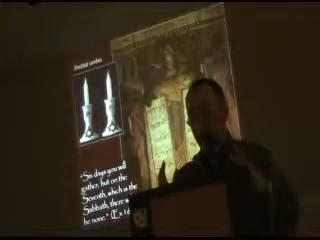 Shabbat candles
"Six days you will
gather, but on the
Seventh, which is the
Sabbath, there w
be none." (Ex 16